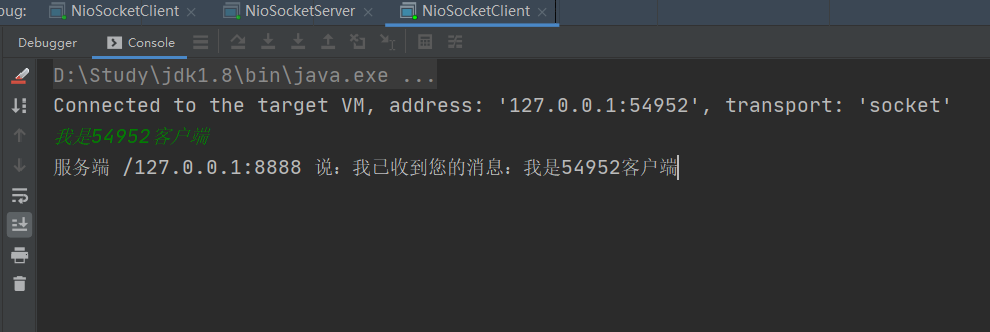 bug: NioSocketClient NioSocketServer NioSocketClient
Debugger Console
D:\Study\jdk1.8\bin\java.exe ...
Connected to the target VM, address: '127.0.0.1:54952', transport: 'socket'
我是54952客户端
服务端 /127.0.0.1:8888 说：我已收到您的消息：我是54952客户端